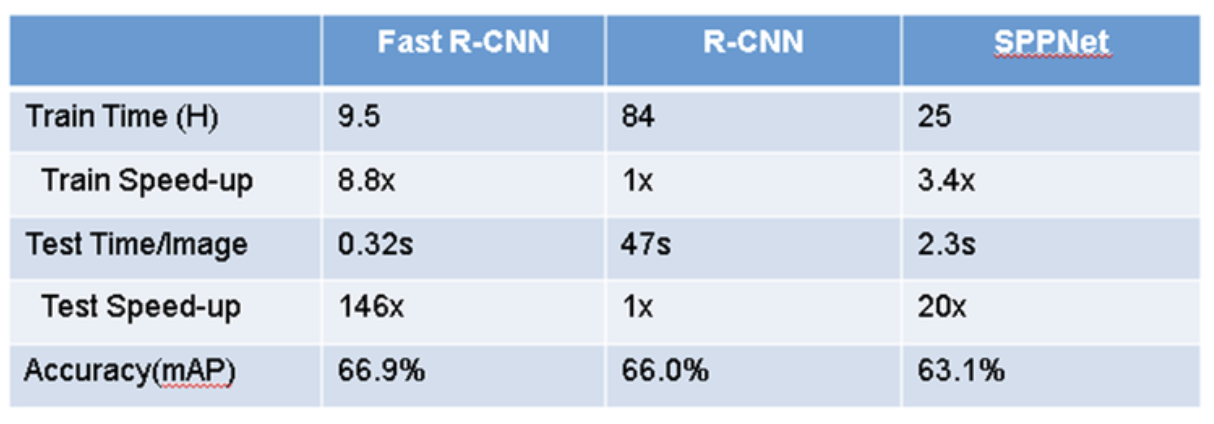 Fast R-CNN R-CNN SPPNet
Train Time (H) 9.5 84 25
Train Speed-up 8.8x 1x 3.4x
Test Time/Image 0.32s 47s 2.3s
Test Speed-up 146x 1x 20x
Accuracy(mAP) 66.9% 66.0% 63.1%